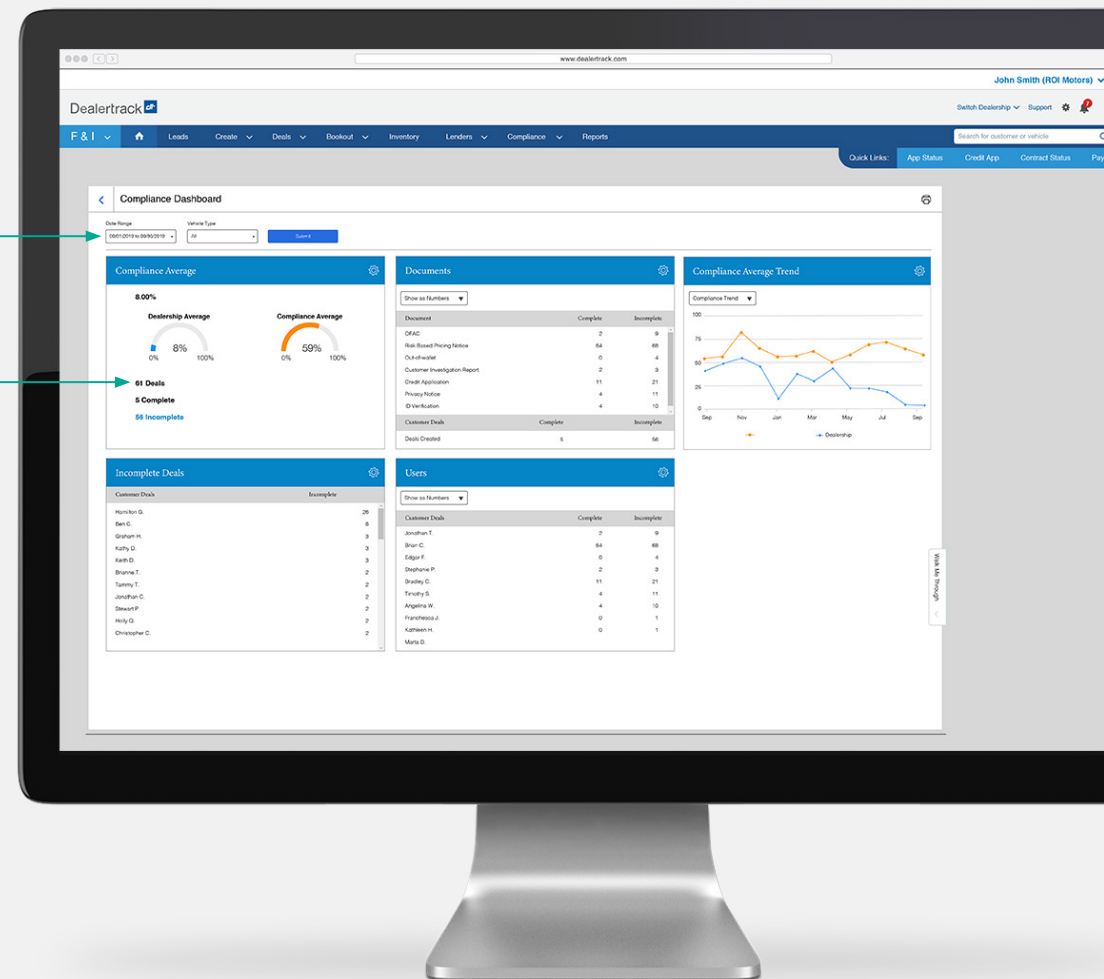 www.dealertrack.com
John Smith (ROI Motors)
Dealertrack dt
Switch Dealership Support 7
F & I Leads Create Deals Bookout Inventory Lenders Compliance Reports
Search for customer or vehicle
Quick Links: App Status Credit App Contract Status Pay
Compliance Dashboard
Date Range Vehicle Type
All Submit
Compliance Average
8.00%
Dealership Average Compliance Average
8% 59%
0% 100% 0% 100%
61 Deals
5 Complete
56 Incomplete
Documents
Show as Numbers
Document Complete Incomplete
OFAC 2 9
Risk Based Pricing Notice 64 68
Out-of-wallet 0 4
Customer Investigation Report 2 3
Credit Application 11 21
Privacy Notice 4 11
ID Verification 4 10
Customer Deals Complete Incomplete
Deals Created 5 56
Compliance Average Trend
Compliance Trend
100
75
50
25
0
Sep Nov Jan Mar May Jul Sep
Dealership
Incomplete Deals
Customer Deals Incomplete
Hamilton G. 26
Ben G. 8
Graham H. 3
Kathy D. 3
Keith D. 3
Brianne T. 2
Tammy T. 2
Jonathan C. 2
Stewart P. 2
Holly G. 2
Christopher C. 2
Users
Show as Numbers
Customer Deals Complete Incomplete
Jonathan T. 2 9
Brian C. 64 68
Edgar F. 0 4
Stephanie P. 2 3
Bradley C. 11 21
Timothy S. 4 11
Angelina W. 4 10
Franchesca J. 0 1
Kathleen H. 0 1
Maria D.
Walk Me Through